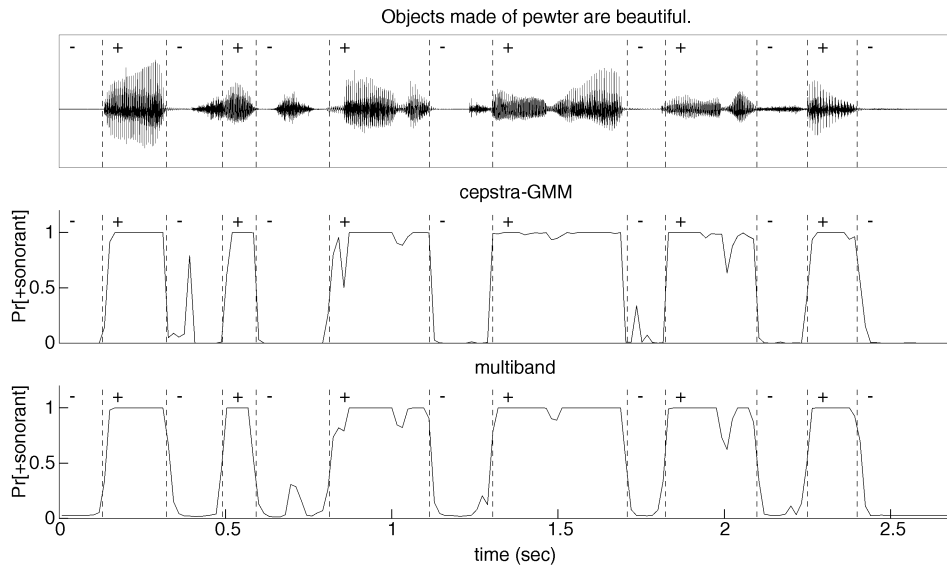 Objects made of pewter are beautiful.
- + - + - + - + - + - + -
cepstra-GMM
- + - + - + - + - + - + -
Pr[+sonorant]
1
0.5
0
multiband
- + - + - + - + - + - + -
Pr[+sonorant]
1
0.5
0
0 0.5 1 1.5 2 2.5
time (sec)